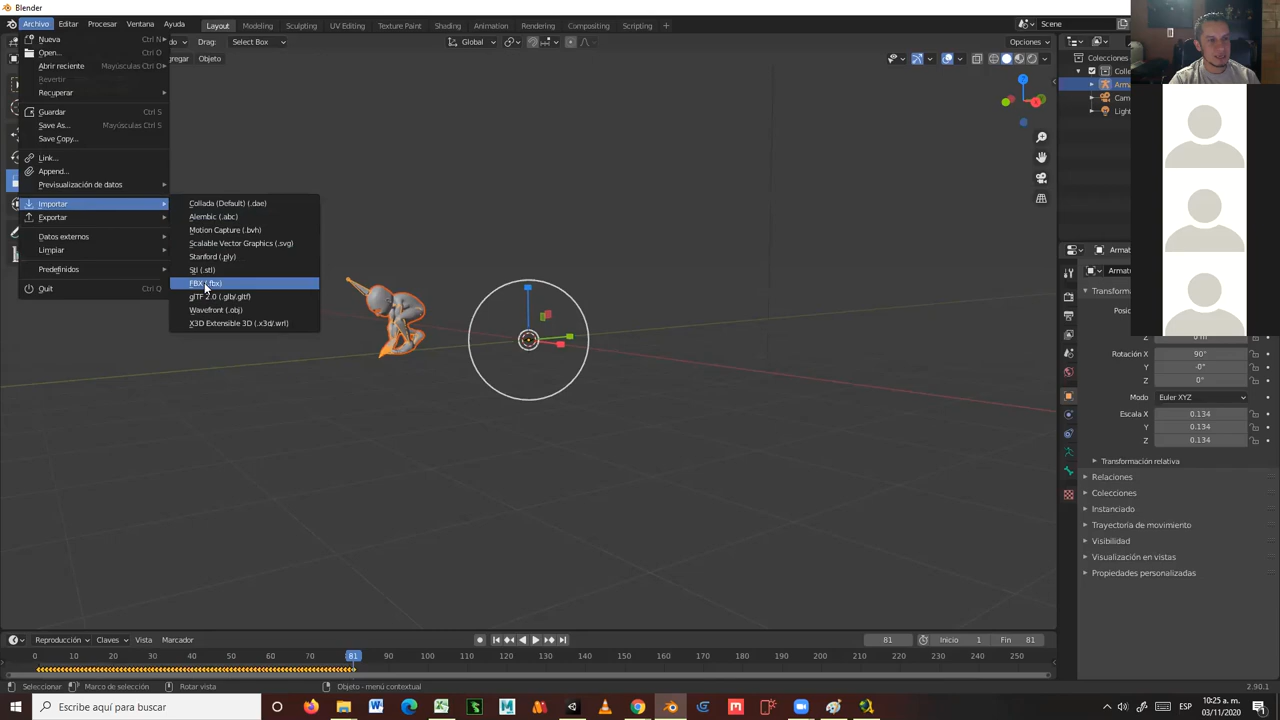 Blender
Archivo Editar Procesar Ventana Ayuda
Layout Modeling Sculpting UV Editing Texture Paint Shading Animation Rendering Compositing Scripting +
Scene
Drag: Select Box
Global
Opciones
Objeto
Nueva Ctrl N
Open...
Abrir reciente Mayúsculas Ctrl O
Revertir
Recuperar
Guardar Ctrl S
Save As... Mayúsculas Ctrl S
Save Copy...
Link...
Append...
Previsualización de datos
Importar
Exportar
Datos externos
Limpiar
Predefinidos
Quit Ctrl Q
Collada (Default) (.dae)
Alembic (.abc)
Motion Capture (.bvh)
Scalable Vector Graphics (.svg)
Stanford (.ply)
Stl (.stl)
FBX (.fbx)
glTF 2.0 (.glb/.gltf)
Wavefront (.obj)
X3D Extensible 3D (.x3d/.wrl)
Z
Rotación X 90°
Y -0°
Z 0°
Modo Euler XYZ
Escala X 0.134
Y 0.134
Z 0.134
Transformación relativa
Relaciones
Colecciones
Instanciado
Trayectoria de movimiento
Visibilidad
Visualización en vistas
Propiedades personalizadas
Reproducción Claves Vista Marcador
81 Inicio 1 Fin 81
0 10 20 30 40 50 60 70 81 90 100 110 120 130 140 150 160 170 180 190 200 210 220 230 240 250
Seleccionar Marco de selección Rotar vista Objeto - menú contextual 2.90.1
Escribe aquí para buscar
ESP
10:25 a. m.
03/11/2020